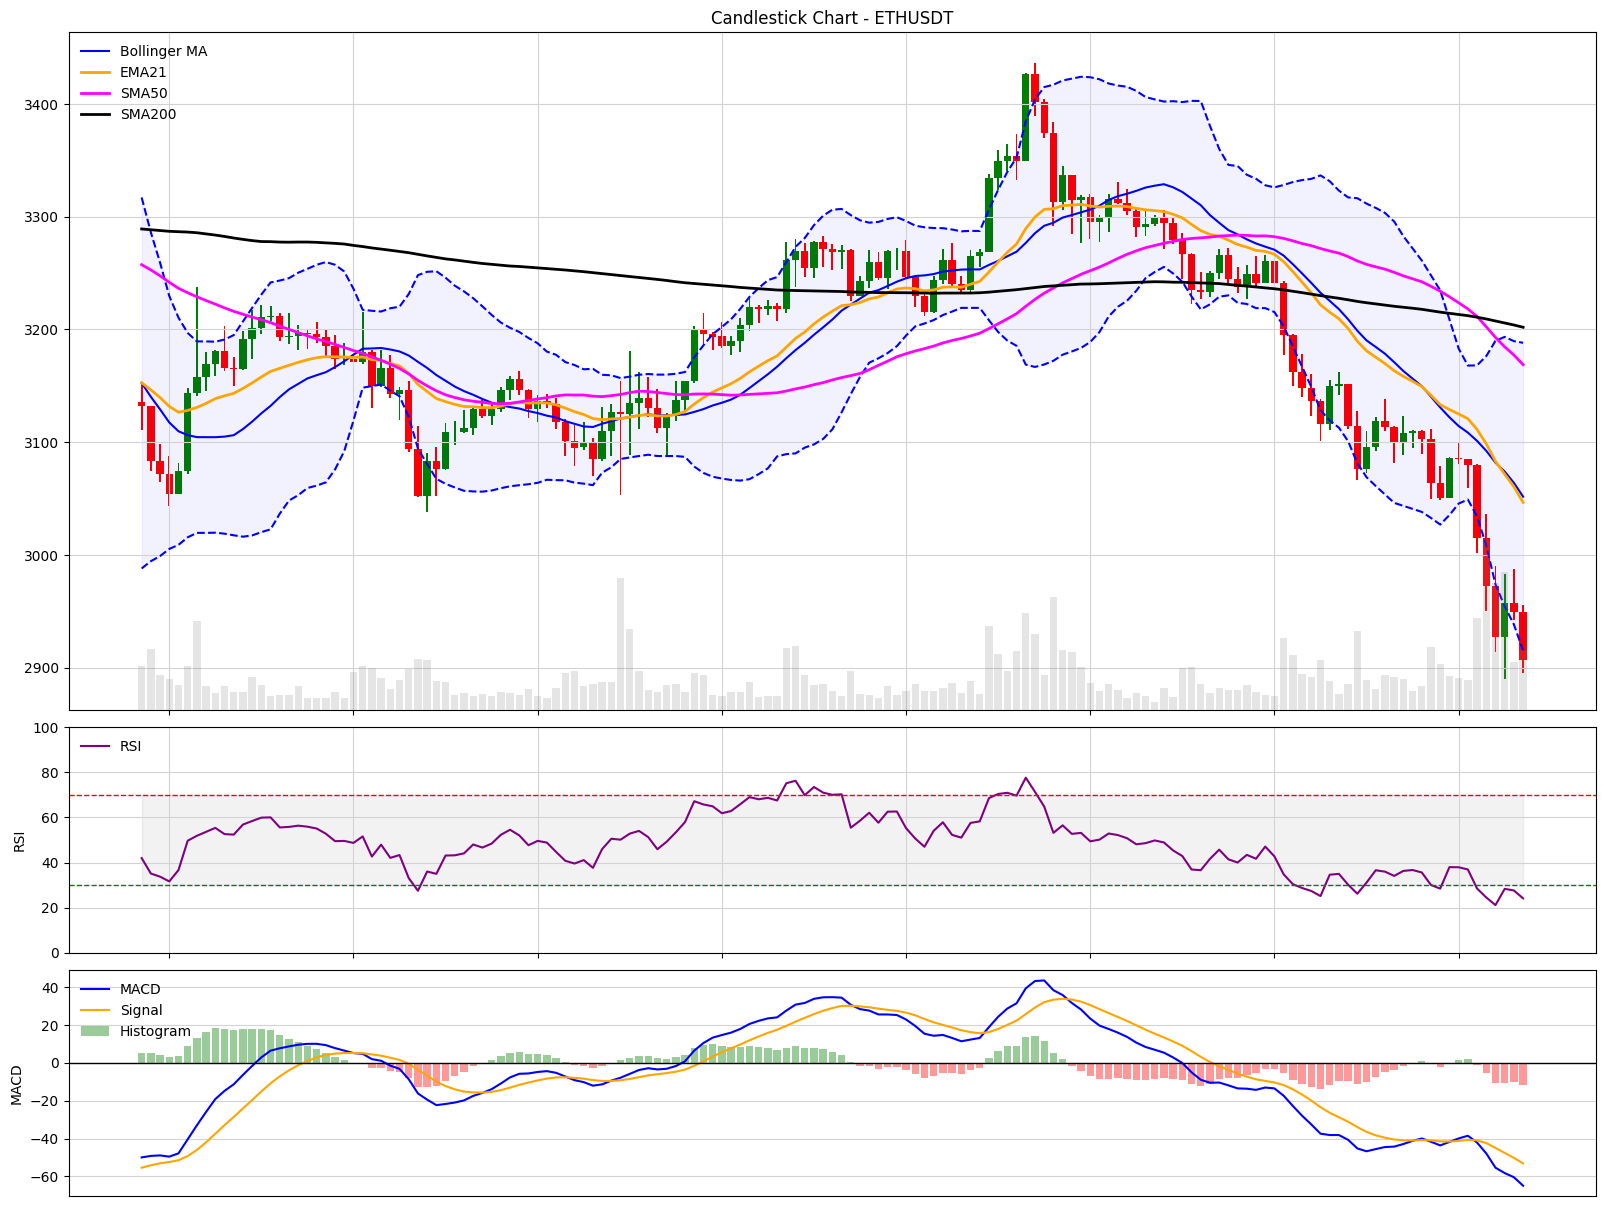 Candlestick Chart - ETHUSDT
Bollinger MA
EMA21
SMA50
SMA200
3400
3300
3200
3100
3000
2900
RSI
100
80
60
40
20
0
RSI
MACD
Signal
Histogram
40
20
0
−20
−40
−60
MACD